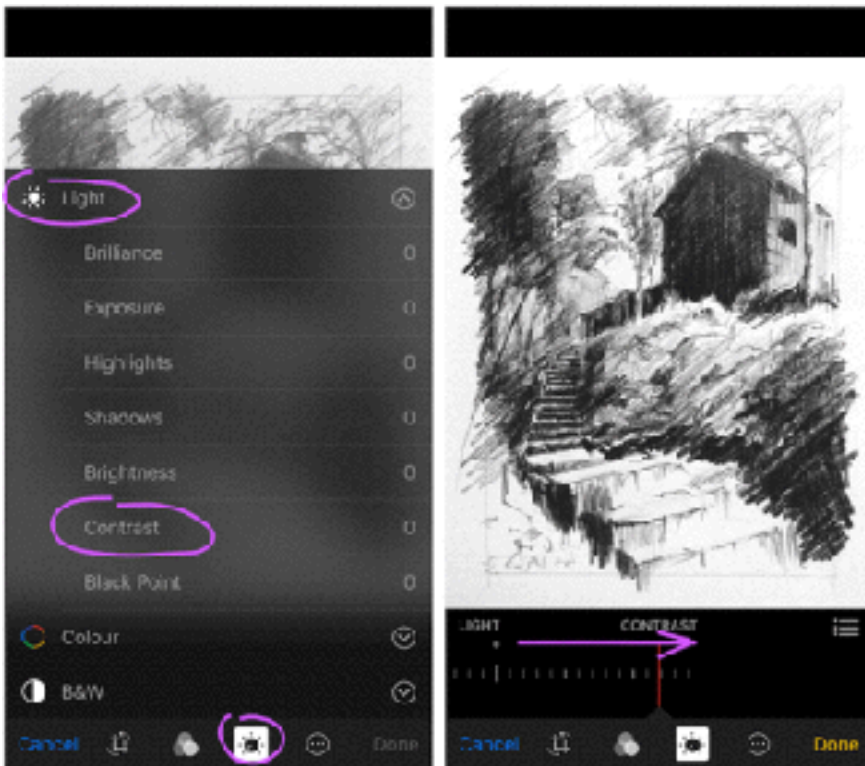 Light
Brilliance 0
Exposure 0
Highlights 0
Shadows 0
Brightness 0
Contrast 0
Black Point 0
Colour
B&W
Cancel Done
LIGHT CONTRAST
Cancel Done